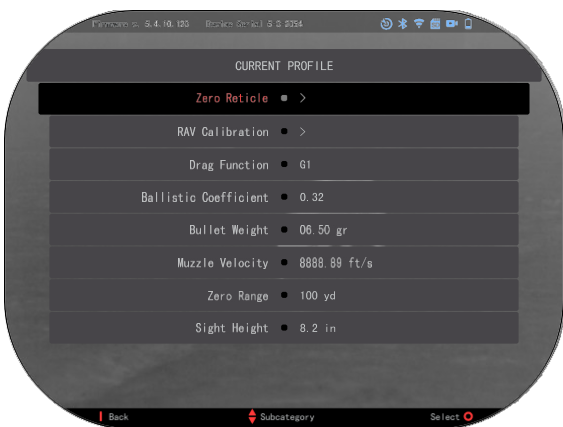 CURRENT PROFILE
Zero Reticle >
RAV Calibration >
Drag Function G1
Ballistic Coefficient 0.32
Bullet Weight 06.50 gr
Muzzle Velocity 8888.89 ft/s
Zero Range 100 yd
Sight Height 8.2 in
Back Subcategory Select